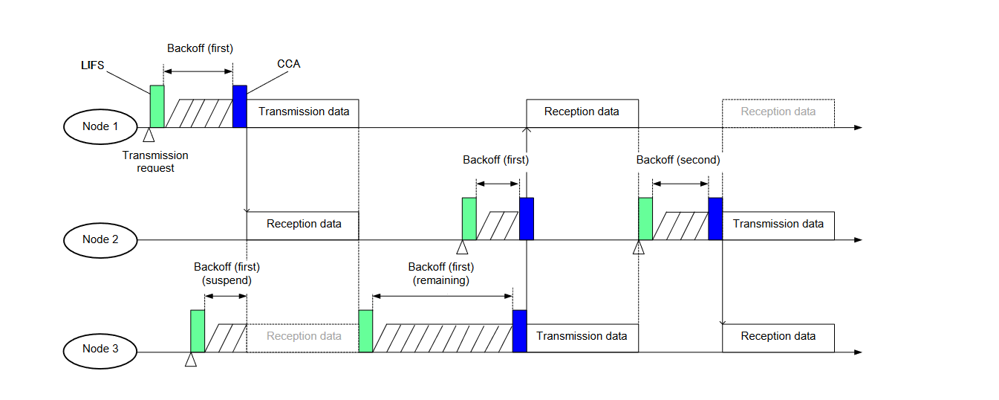 Backoff (first)
LIFS
CCA
Node 1
Transmission data
Reception data
Reception data
Transmission
request
Backoff (first)
Backoff (second)
Node 2
Reception data
Transmission data
Backoff (first)
(suspend)
Backoff (first)
(remaining)
Node 3
Reception data
Transmission data
Reception data